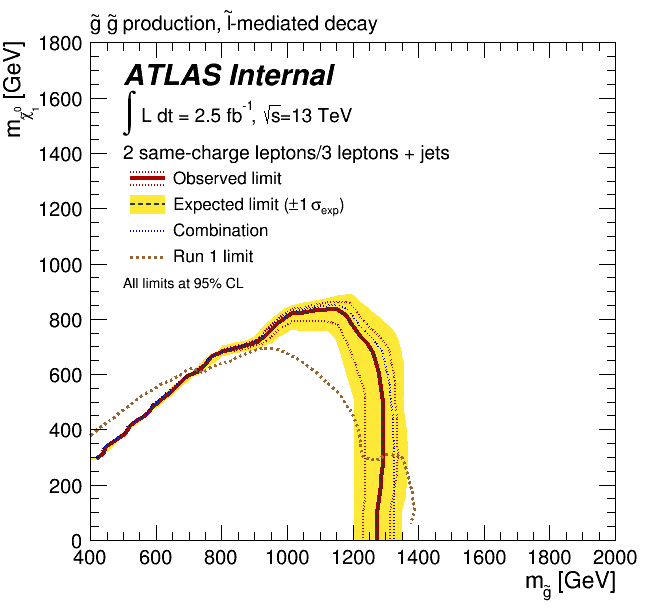 g̃ g̃ production, l̃-mediated decay
ATLAS Internal
∫ L dt = 2.5 fb⁻¹, √s=13 TeV
2 same-charge leptons/3 leptons + jets
Observed limit
Expected limit (±1 σ_exp)
Combination
Run 1 limit
All limits at 95% CL
m_χ̃₁⁰ [GeV]
1800
1600
1400
1200
1000
800
600
400
200
0
400 600 800 1000 1200 1400 1600 1800 2000
m_g̃ [GeV]